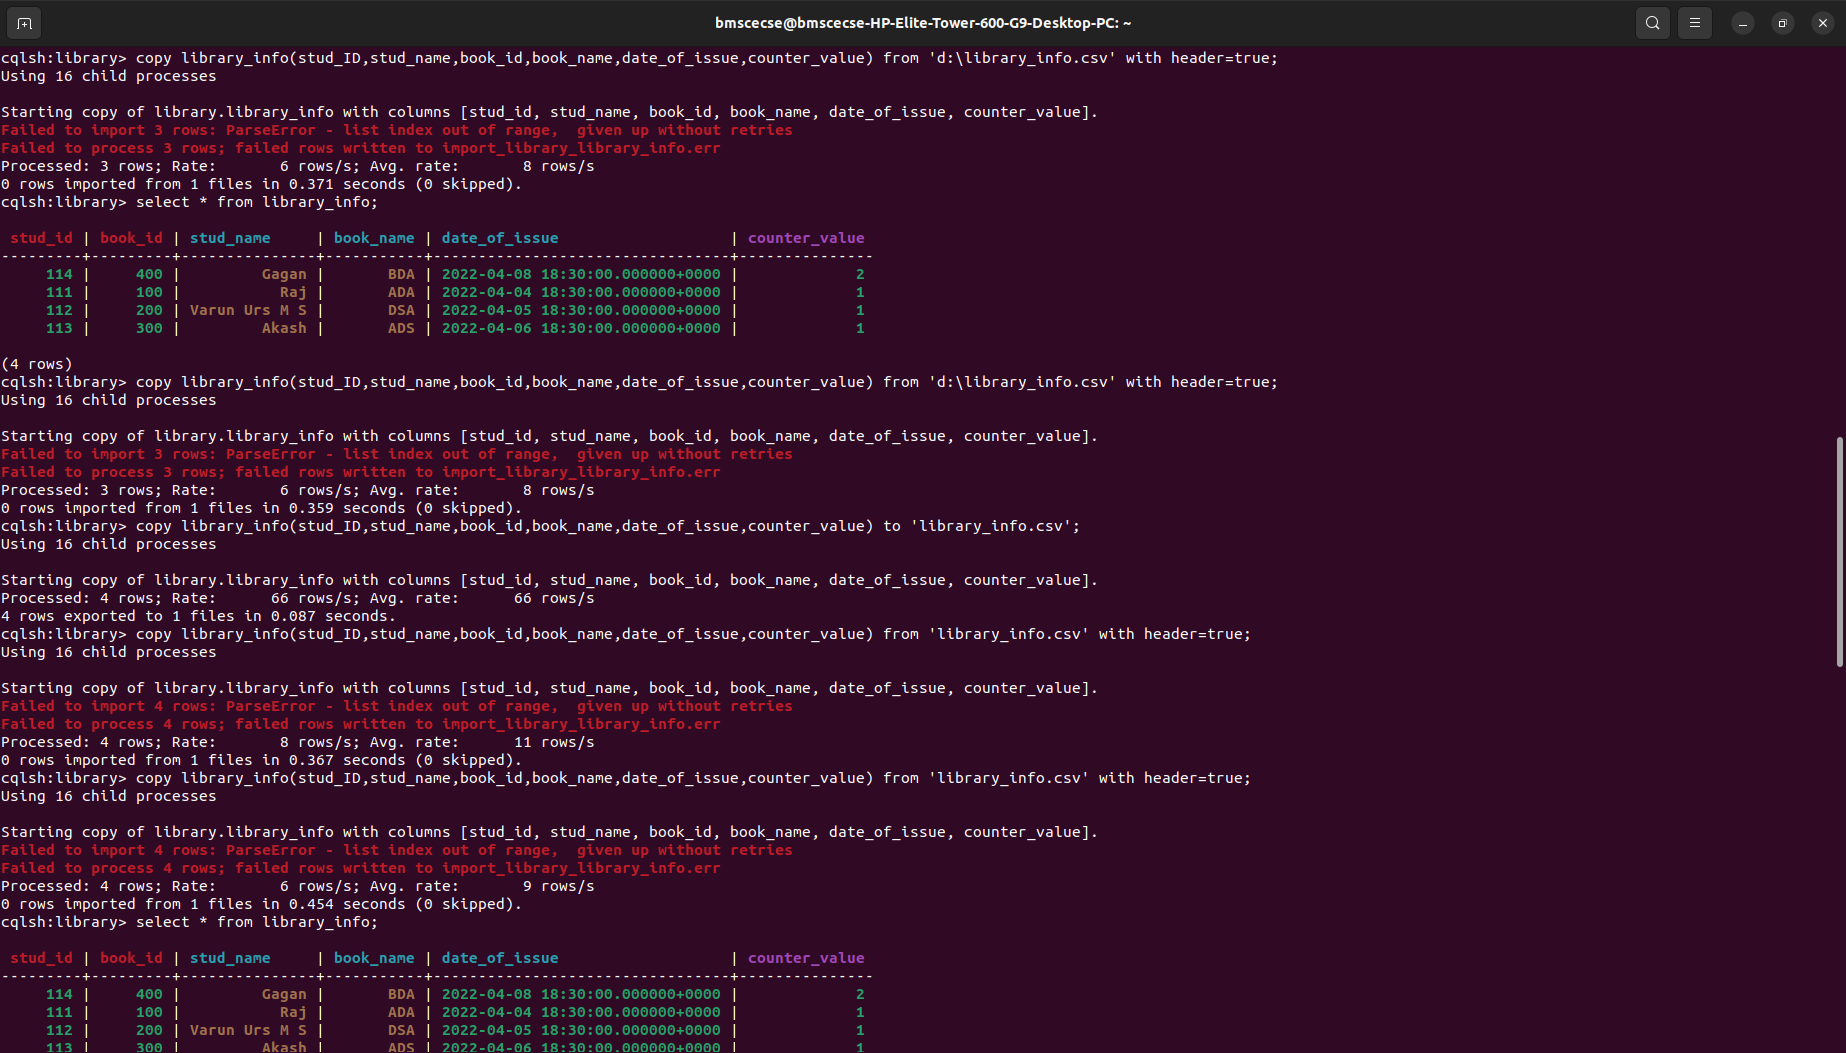 bmscecse@bmscecse-HP-Elite-Tower-600-G9-Desktop-PC: ~
cqlsh:library> copy library_info(stud_ID,stud_name,book_id,book_name,date_of_issue,counter_value) from 'd:\library_info.csv' with header=true;
Using 16 child processes
Starting copy of library.library_info with columns [stud_id, stud_name, book_id, book_name, date_of_issue, counter_value].
Failed to import 3 rows: ParseError - list index out of range,  given up without retries
Failed to process 3 rows; failed rows written to import_library_library_info.err
Processed: 3 rows; Rate:       6 rows/s; Avg. rate:       8 rows/s
0 rows imported from 1 files in 0.371 seconds (0 skipped).
cqlsh:library> select * from library_info;
 stud_id | book_id | stud_name     | book_name | date_of_issue                   | counter_value
---------+---------+---------------+-----------+---------------------------------+---------------
     114 |     400 |         Gagan |       BDA | 2022-04-08 18:30:00.000000+0000 |             2
     111 |     100 |           Raj |       ADA | 2022-04-04 18:30:00.000000+0000 |             1
     112 |     200 | Varun Urs M S |       DSA | 2022-04-05 18:30:00.000000+0000 |             1
     113 |     300 |         Akash |       ADS | 2022-04-06 18:30:00.000000+0000 |             1
(4 rows)
cqlsh:library> copy library_info(stud_ID,stud_name,book_id,book_name,date_of_issue,counter_value) from 'd:\library_info.csv' with header=true;
Using 16 child processes
Starting copy of library.library_info with columns [stud_id, stud_name, book_id, book_name, date_of_issue, counter_value].
Failed to import 3 rows: ParseError - list index out of range,  given up without retries
Failed to process 3 rows; failed rows written to import_library_library_info.err
Processed: 3 rows; Rate:       6 rows/s; Avg. rate:       8 rows/s
0 rows imported from 1 files in 0.359 seconds (0 skipped).
cqlsh:library> copy library_info(stud_ID,stud_name,book_id,book_name,date_of_issue,counter_value) to 'library_info.csv';
Using 16 child processes
Starting copy of library.library_info with columns [stud_id, stud_name, book_id, book_name, date_of_issue, counter_value].
Processed: 4 rows; Rate:      66 rows/s; Avg. rate:      66 rows/s
4 rows exported to 1 files in 0.087 seconds.
cqlsh:library> copy library_info(stud_ID,stud_name,book_id,book_name,date_of_issue,counter_value) from 'library_info.csv' with header=true;
Using 16 child processes
Starting copy of library.library_info with columns [stud_id, stud_name, book_id, book_name, date_of_issue, counter_value].
Failed to import 4 rows: ParseError - list index out of range,  given up without retries
Failed to process 4 rows; failed rows written to import_library_library_info.err
Processed: 4 rows; Rate:       8 rows/s; Avg. rate:      11 rows/s
0 rows imported from 1 files in 0.367 seconds (0 skipped).
cqlsh:library> copy library_info(stud_ID,stud_name,book_id,book_name,date_of_issue,counter_value) from 'library_info.csv' with header=true;
Using 16 child processes
Starting copy of library.library_info with columns [stud_id, stud_name, book_id, book_name, date_of_issue, counter_value].
Failed to import 4 rows: ParseError - list index out of range,  given up without retries
Failed to process 4 rows; failed rows written to import_library_library_info.err
Processed: 4 rows; Rate:       6 rows/s; Avg. rate:       9 rows/s
0 rows imported from 1 files in 0.454 seconds (0 skipped).
cqlsh:library> select * from library_info;
 stud_id | book_id | stud_name     | book_name | date_of_issue                   | counter_value
---------+---------+---------------+-----------+---------------------------------+---------------
     114 |     400 |         Gagan |       BDA | 2022-04-08 18:30:00.000000+0000 |             2
     111 |     100 |           Raj |       ADA | 2022-04-04 18:30:00.000000+0000 |             1
     112 |     200 | Varun Urs M S |       DSA | 2022-04-05 18:30:00.000000+0000 |             1
     113 |     300 |         Akash |       ADS | 2022-04-06 18:30:00.000000+0000 |             1